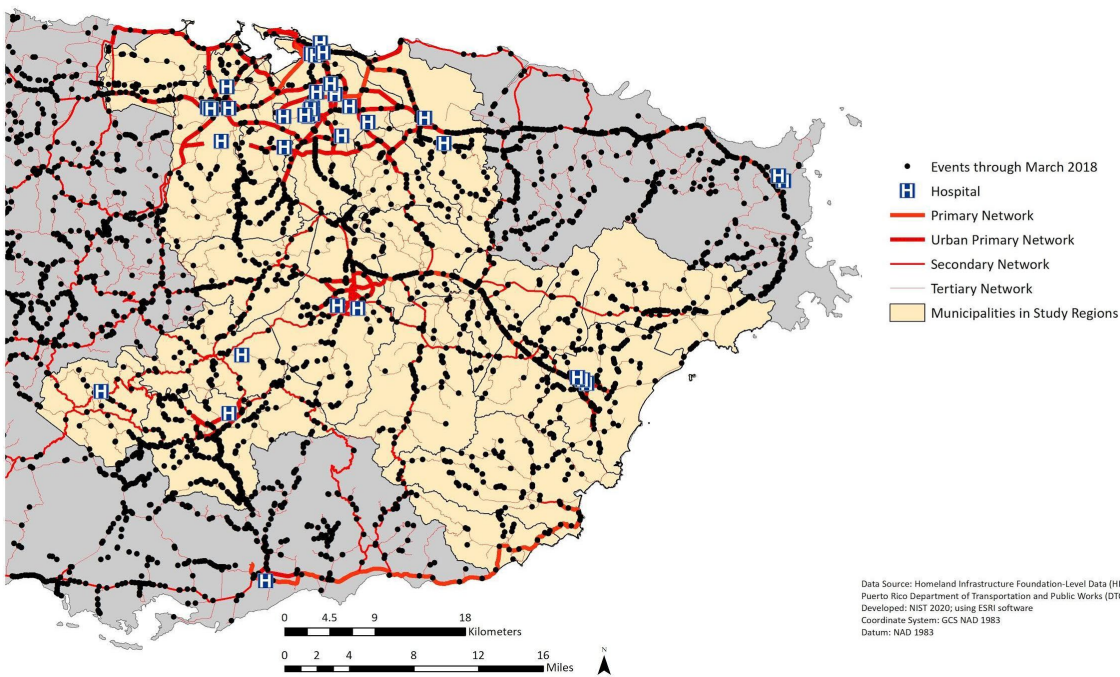 Events through March 2018
H Hospital
Primary Network
Urban Primary Network
Secondary Network
Tertiary Network
Municipalities in Study Regions
Data Source: Homeland Infrastructure Foundation-Level Data (HI
Puerto Rico Department of Transportation and Public Works (DT
Developed: NIST 2020; using ESRI software
Coordinate System: GCS NAD 1983
Datum: NAD 1983
0 4.5 9 18
Kilometers
0 2 4 8 12 16
Miles
N